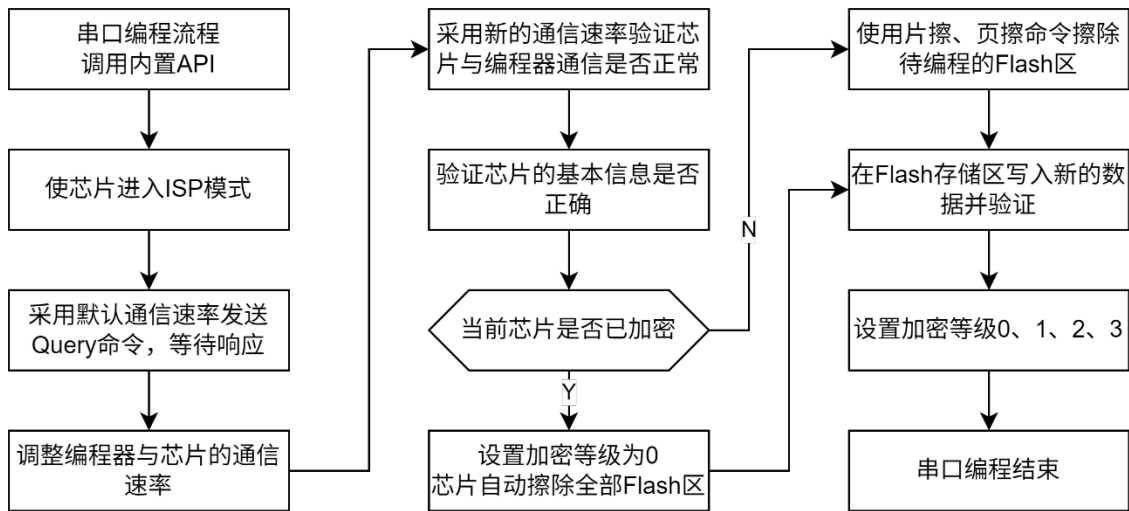 串口编程流程
调用内置API
使芯片进入ISP模式
采用默认通信速率发送
Query命令，等待响应
调整编程器与芯片的通信
速率
采用新的通信速率验证芯
片与编程器通信是否正常
验证芯片的基本信息是否
正确
当前芯片是否已加密
N
Y
设置加密等级为0
芯片自动擦除全部Flash区
使用片擦、页擦命令擦除
待编程的Flash区
在Flash存储区写入新的数
据并验证
设置加密等级0、1、2、3
串口编程结束